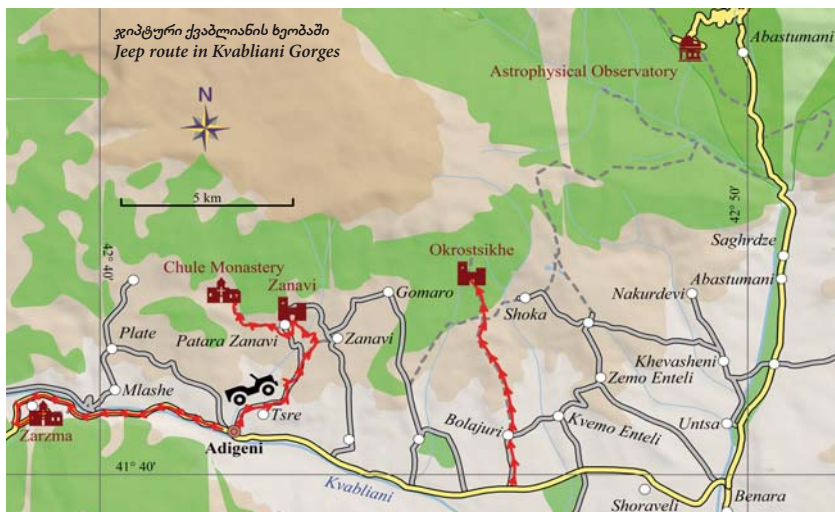 ჯიპტური ქვაბლიანის ხეობაში
Jeep route in Kvabliani Gorges
Abastumani
Astrophysical Observatory
N
5 km
42° 50'
Saghrdze
42° 40'
Chule Monastery
Okrostsikhe
Zanavi
Gomaro
Nakurdevi
Abastumani
Shoka
Plate
Patara Zanavi
Zanavi
Khevasheni
Zemo Enteli
Mlashe
Tsre
Bolajuri
Kvemo Enteli
Untsa
Zarzma
Adigeni
41° 40'
Kvabliani
Shoraveli
Benara